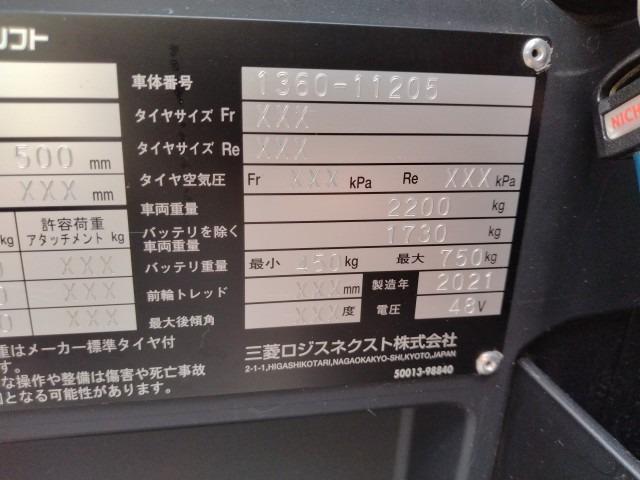 リフト
車体番号 1360-11205
タイヤサイズ Fr XXX
タイヤサイズ Re XXX
500 mm
タイヤ空気圧 Fr XXX kPa Re XXX kPa
XXX mm
車両重量 2200 kg
許容荷重
アタッチメント kg
kg
バッテリを除く
車両重量 1730 kg
XXX
バッテリ重量 最小 450 kg 最大 750 kg
XXX
前輪トレッド XXX mm 製造年 2021
XXX
最大後傾角 XXX 度 電圧 48 V
重はメーカー標準タイヤ付
す。
三菱ロジスネクスト株式会社
2-1-1,HIGASHIKOTARI,NAGAOKAKYO-SHI,KYOTO,JAPAN
な操作や整備は傷害や死亡事故
因となる可能性があります。
50013-98840
NICH